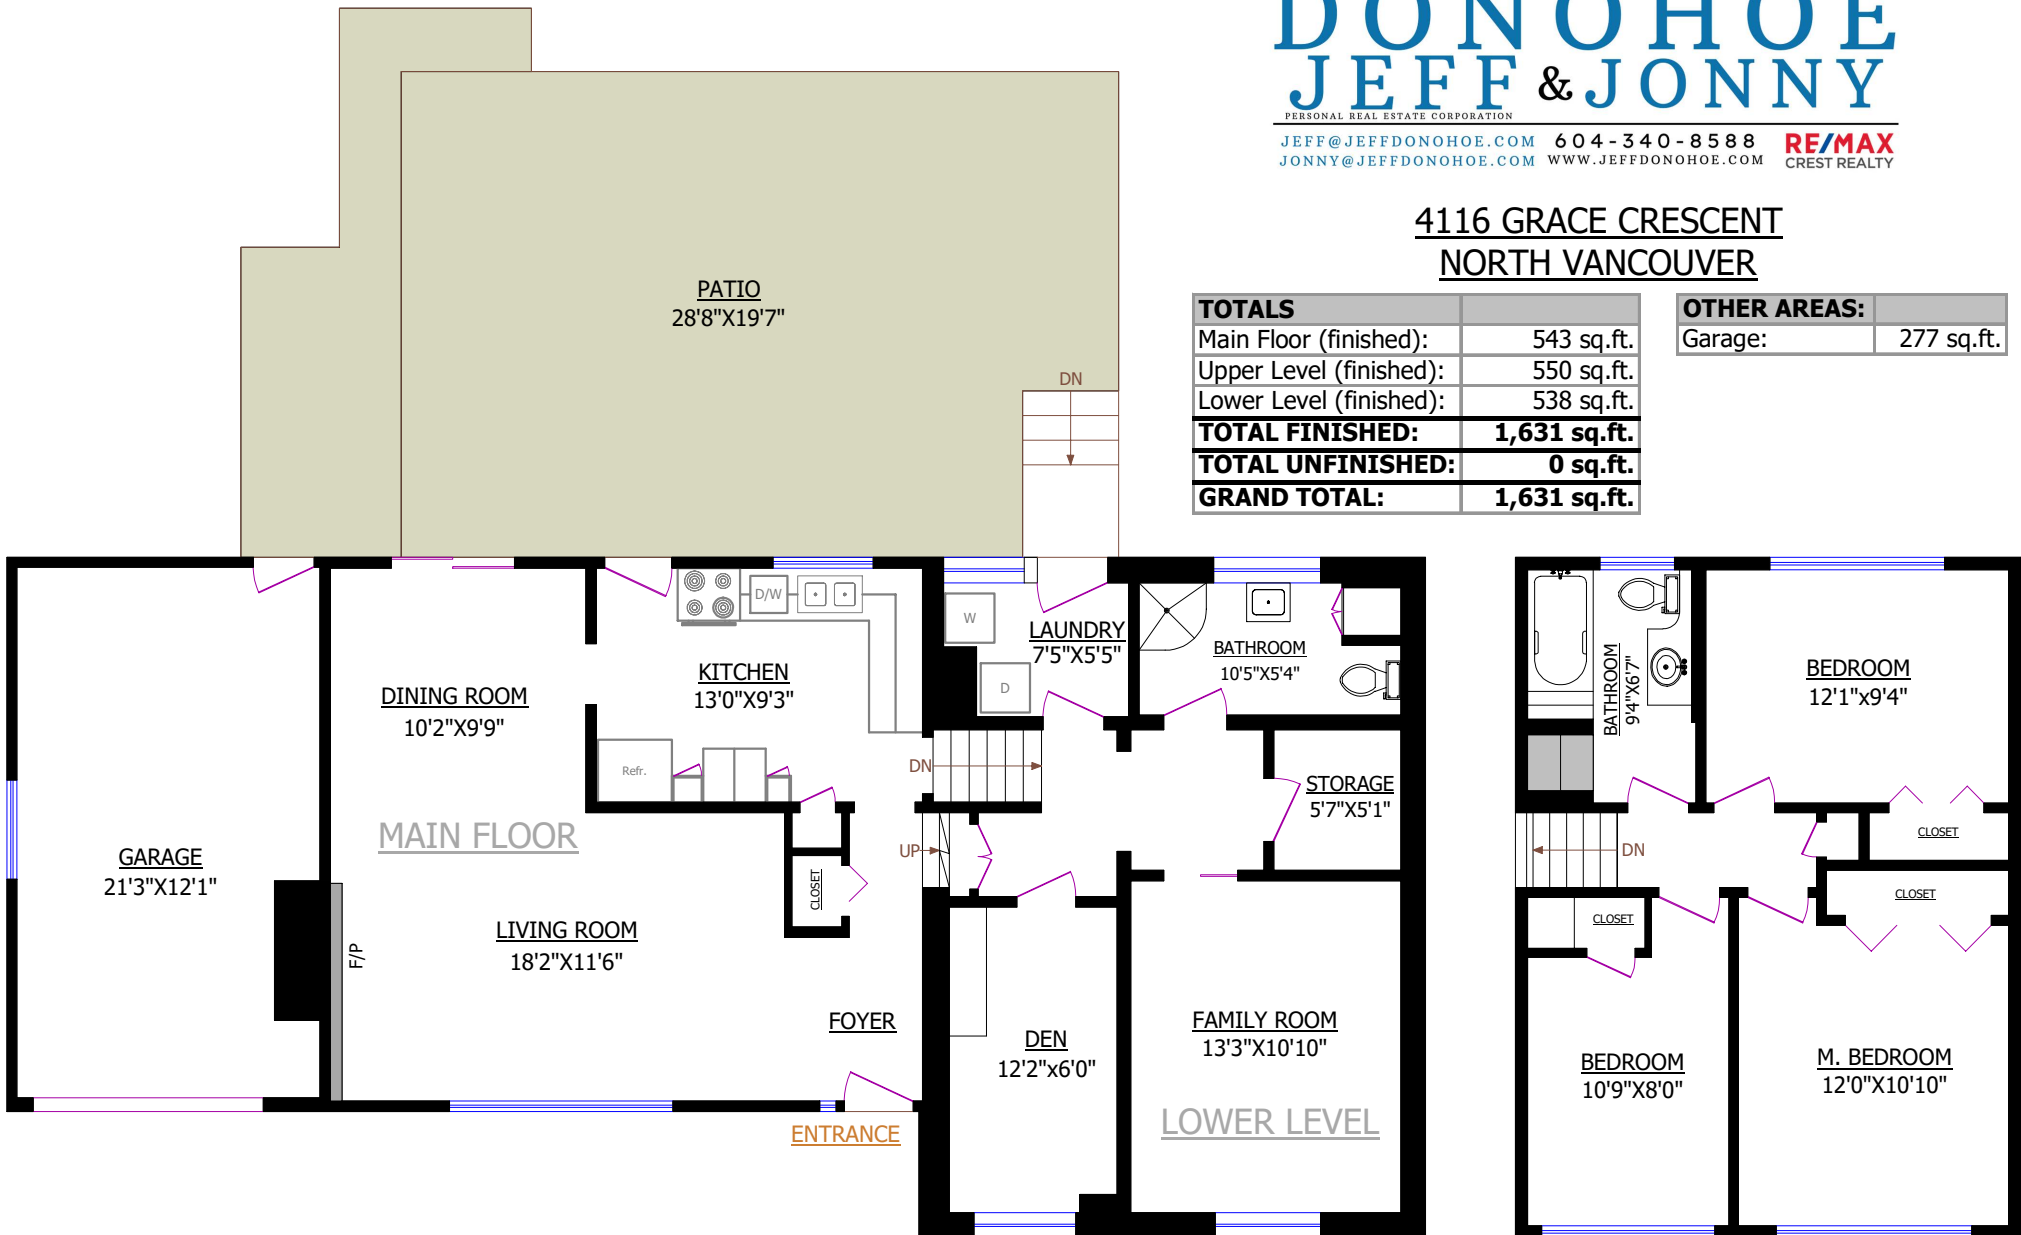 DONOHOE
JEFF & JONNY
PERSONAL REAL ESTATE CORPORATION
JEFF@JEFFDONOHOE.COM 604-340-8588 RE/MAX
JONNY@JEFFDONOHOE.COM WWW.JEFFDONOHOE.COM CREST REALTY
4116 GRACE CRESCENT
NORTH VANCOUVER
TOTALS
Main Floor (finished): 543 sq.ft.
Upper Level (finished): 550 sq.ft.
Lower Level (finished): 538 sq.ft.
TOTAL FINISHED: 1,631 sq.ft.
TOTAL UNFINISHED: 0 sq.ft.
GRAND TOTAL: 1,631 sq.ft.
OTHER AREAS:
Garage: 277 sq.ft.
PATIO
28'8"X19'7"
DN
GARAGE
21'3"X12'1"
DINING ROOM
10'2"X9'9"
MAIN FLOOR
F/P
LIVING ROOM
18'2"X11'6"
D/W
KITCHEN
13'0"X9'3"
Refr.
DN
UP
CLOSET
FOYER
ENTRANCE
W
D
LAUNDRY
7'5"X5'5"
BATHROOM
10'5"X5'4"
STORAGE
5'7"X5'1"
DEN
12'2"x6'0"
FAMILY ROOM
13'3"X10'10"
LOWER LEVEL
BATHROOM
9'4"X6'7"
BEDROOM
12'1"x9'4"
CLOSET
DN
CLOSET
CLOSET
BEDROOM
10'9"X8'0"
M. BEDROOM
12'0"X10'10"